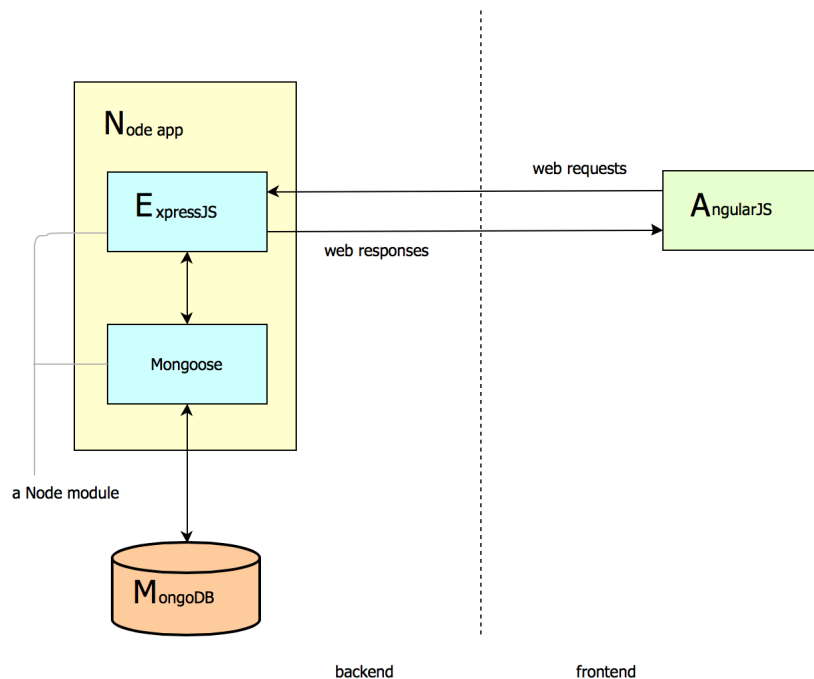 Node app
web requests
ExpressJS
AngularJS
web responses
Mongoose
a Node module
MongoDB
backend
frontend